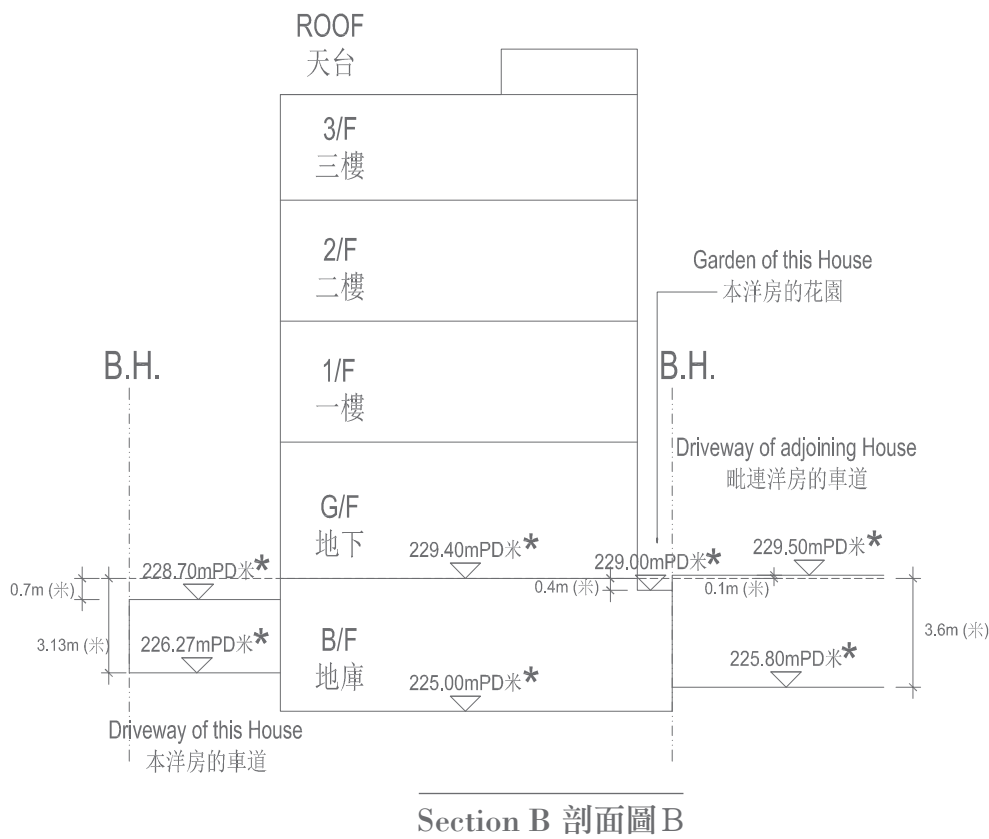 ROOF
天台
3/F
三樓
2/F
二樓
Garden of this House
本洋房的花園
B.H.
B.H.
1/F
一樓
Driveway of adjoining House
毗連洋房的車道
G/F
地下
229.40mPD米*
229.00mPD米*
229.50mPD米*
228.70mPD米*
0.7m (米)
0.4m (米)
0.1m (米)
3.13m (米)
226.27mPD米*
B/F
地庫
225.00mPD米*
225.80mPD米*
3.6m (米)
Driveway of this House
本洋房的車道
Section B 剖面圖B